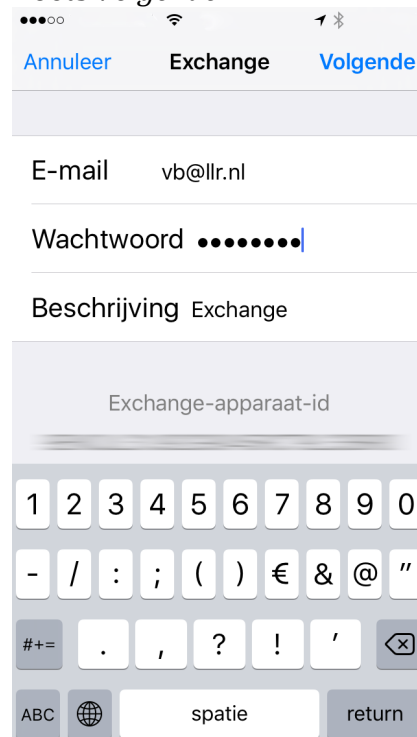 Annuleer Exchange Volgende
E-mail vb@llr.nl
Wachtwoord ●●●●●●●●
Beschrijving Exchange
Exchange-apparaat-id
1 2 3 4 5 6 7 8 9 0
- / : ; ( ) € & @ "
#+= . , ? ! ’
ABC spatie return